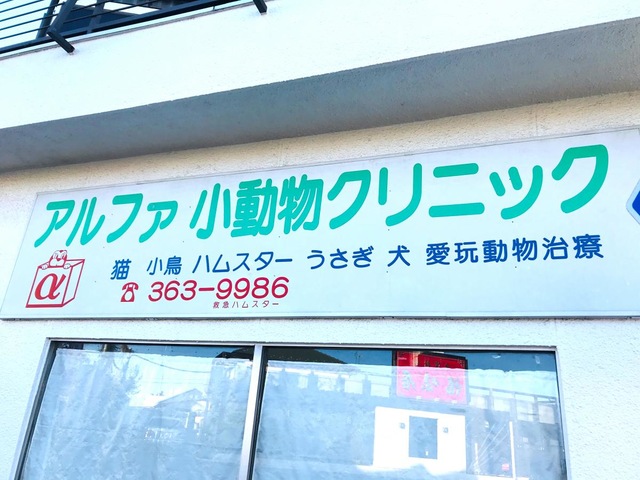 アルファ 小動物クリニック
猫 小鳥 ハムスター うさぎ 犬 愛玩動物治療
α
☎ 363-9986
救急ハムスター